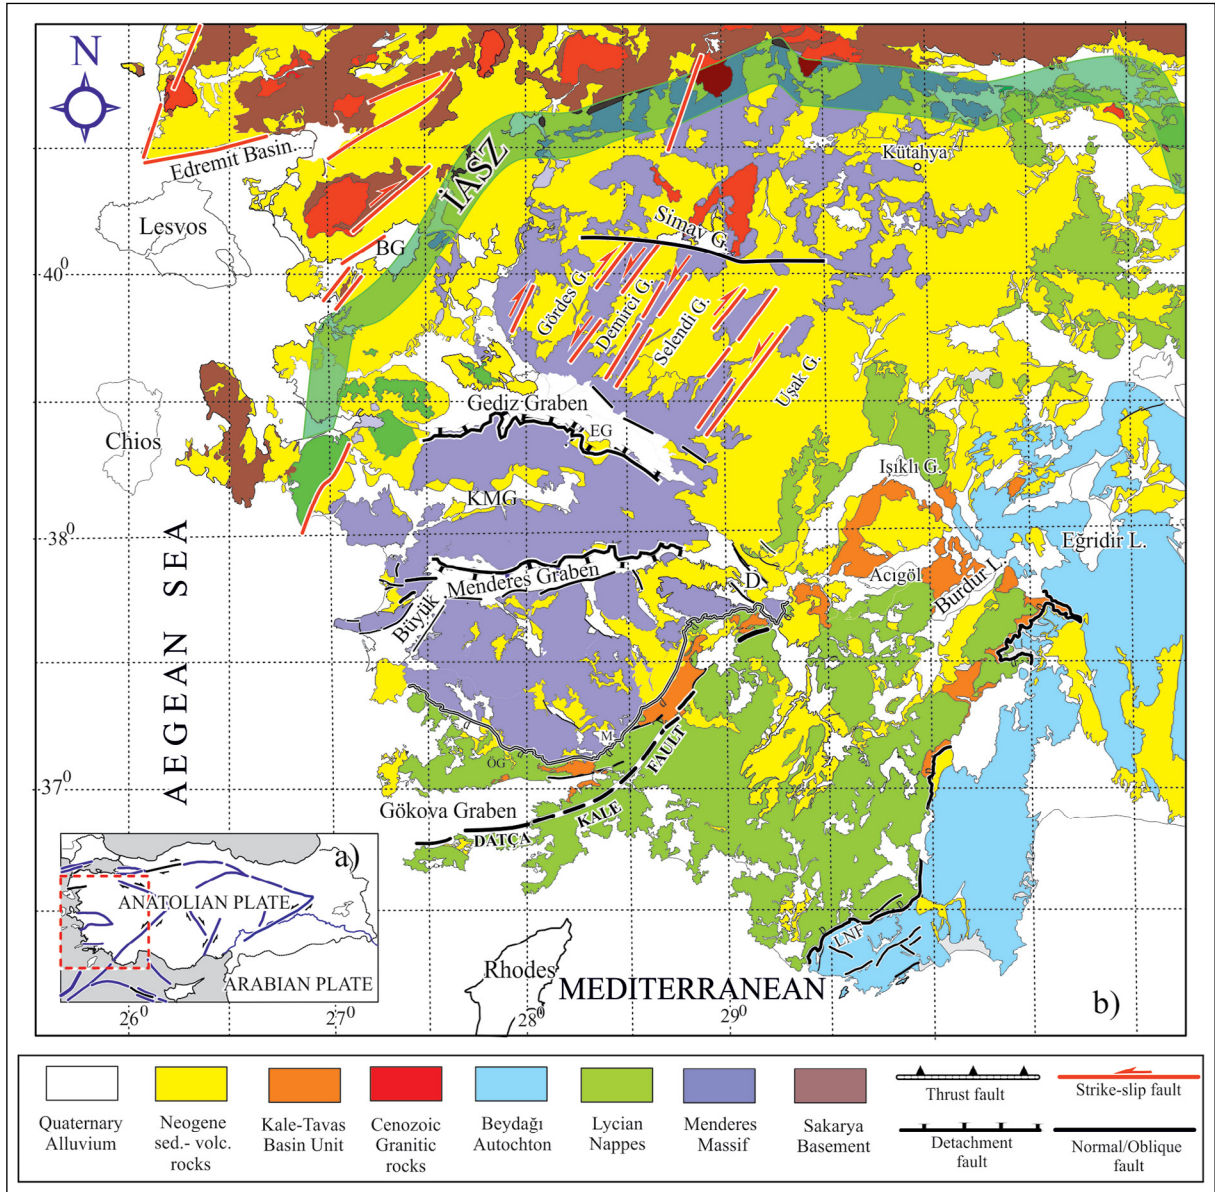 N
Edremit Basin.
Lesvos
İASZ
BG
Kütahya
Simav G.
40⁰
Gördes G.
Demirci G.
Selendi G.
Uşak G.
Gediz Graben
EG
Chios
Işıklı G.
KMG
38⁰
Eğridir L.
Acıgöl
Burdur L.
D
Büyük Menderes Graben
AEGEAN SEA
M
ÖG
37⁰
Gökova Graben
DATÇA
KALE
FAULT
a)
ANATOLIAN PLATE
ARABIAN PLATE
LNF
Rhodes
MEDITERRANEAN
b)
26⁰
27⁰
28⁰
29⁰
Quaternary
Alluvium
Neogene
sed.- volc.
rocks
Kale-Tavas
Basin Unit
Cenozoic
Granitic
rocks
Beydağı
Autochton
Lycian
Nappes
Menderes
Massif
Sakarya
Basement
Thrust fault
Detachment
fault
Strike-slip fault
Normal/Oblique
fault